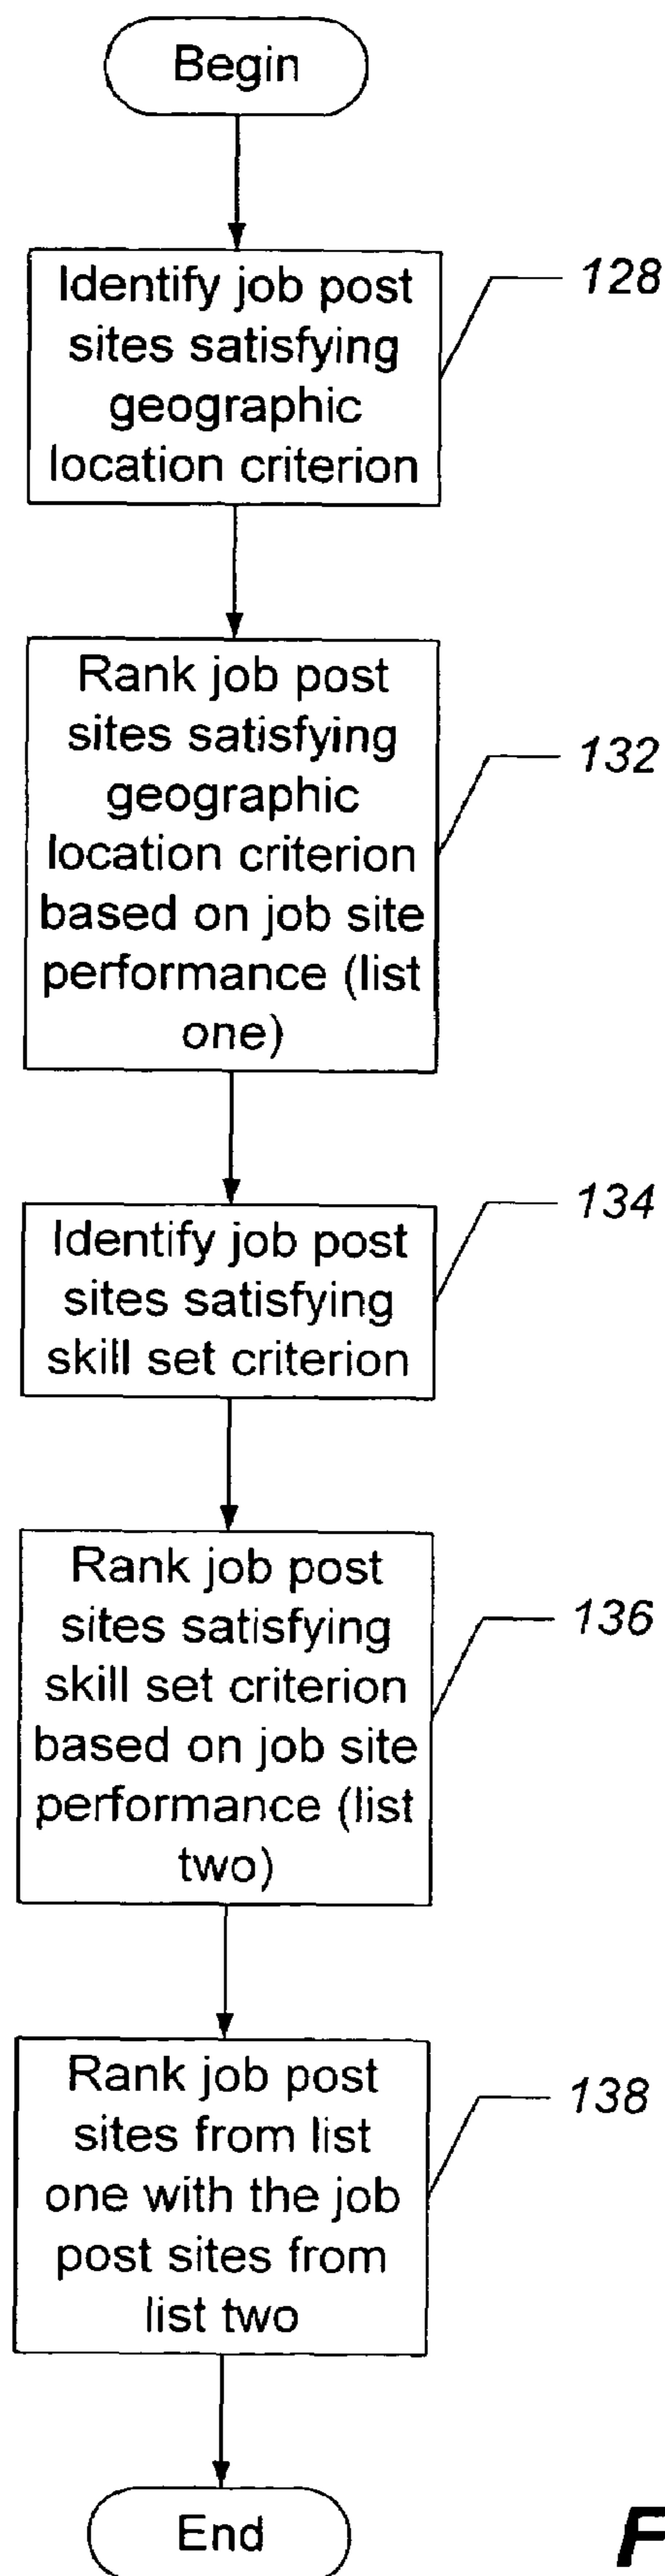 Begin
Identify job post
sites satisfying
geographic
location criterion
128
Rank job post
sites satisfying
geographic
location criterion
based on job site
performance (list
one)
132
Identify job post
sites satisfying
skill set criterion
134
Rank job post
sites satisfying
skill set criterion
based on job site
performance (list
two)
136
Rank job post
sites from list
one with the job
post sites from
list two
138
End
F